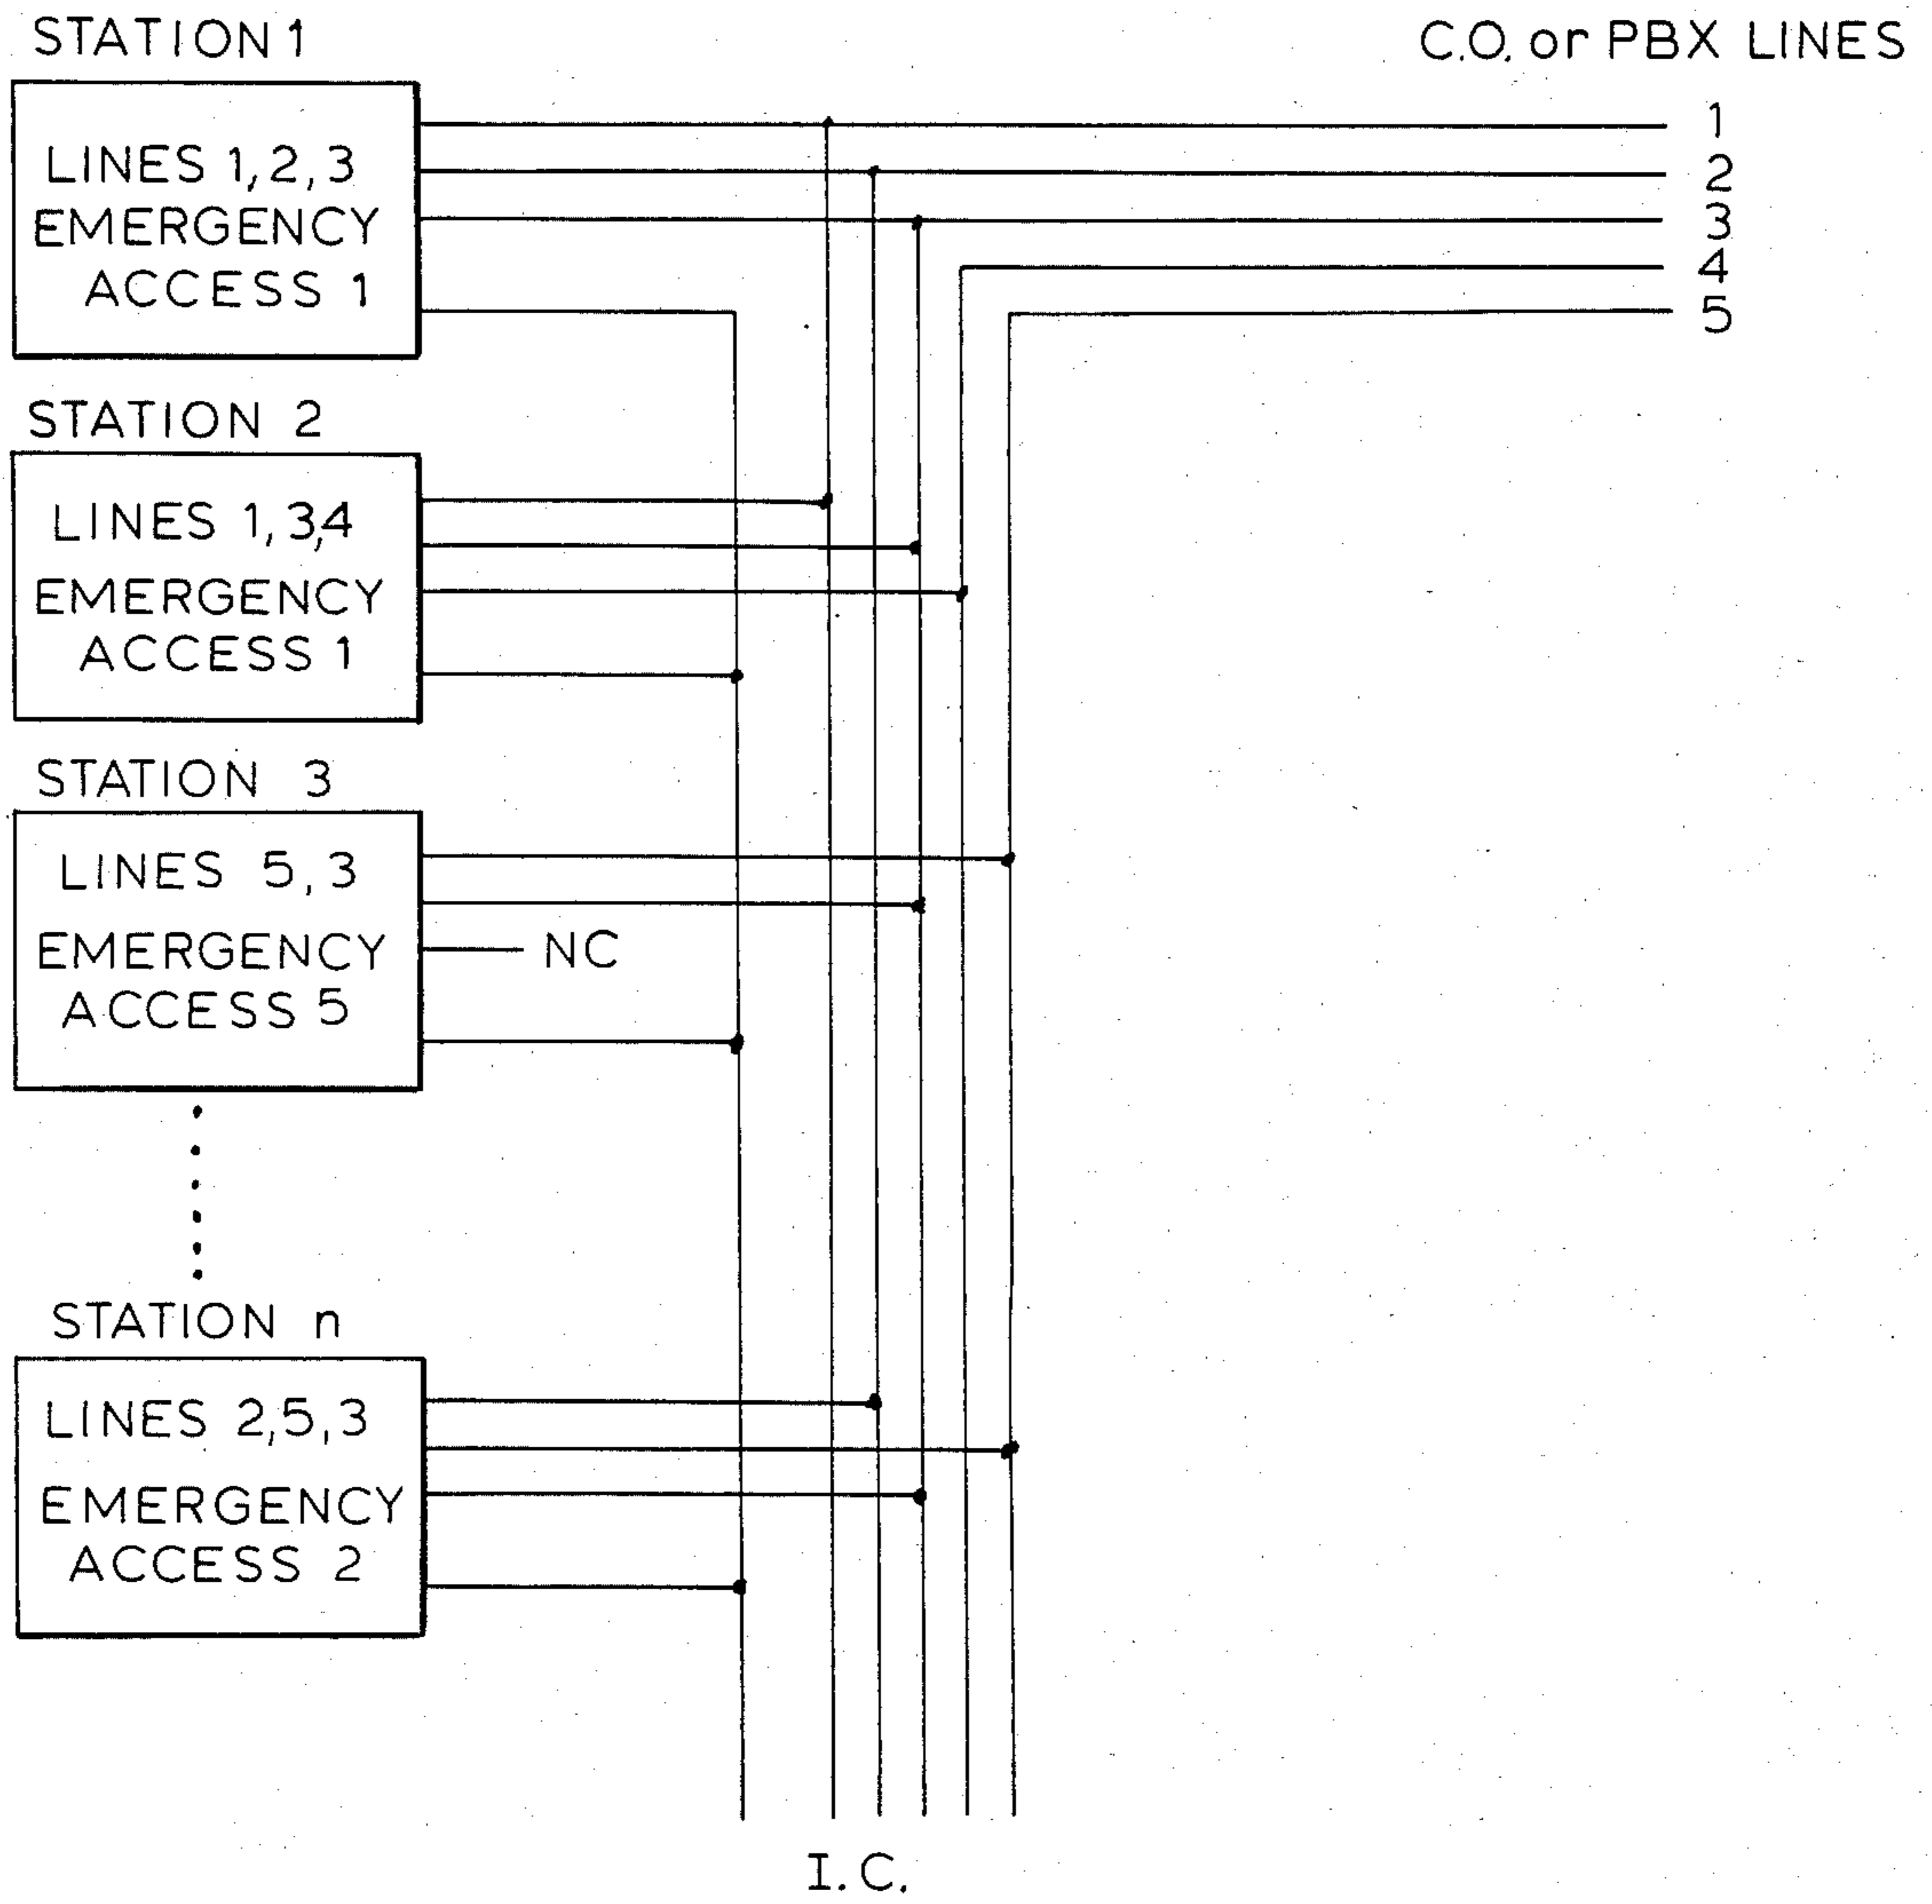 STATION 1
C.O. or PBX LINES
LINES 1,2,3
EMERGENCY
ACCESS 1
1
2
3
4
5
STATION 2
LINES 1,3,4
EMERGENCY
ACCESS 1
STATION 3
LINES 5,3
EMERGENCY
ACCESS 5
NC
STATION n
LINES 2,5,3
EMERGENCY
ACCESS 2
I.C.